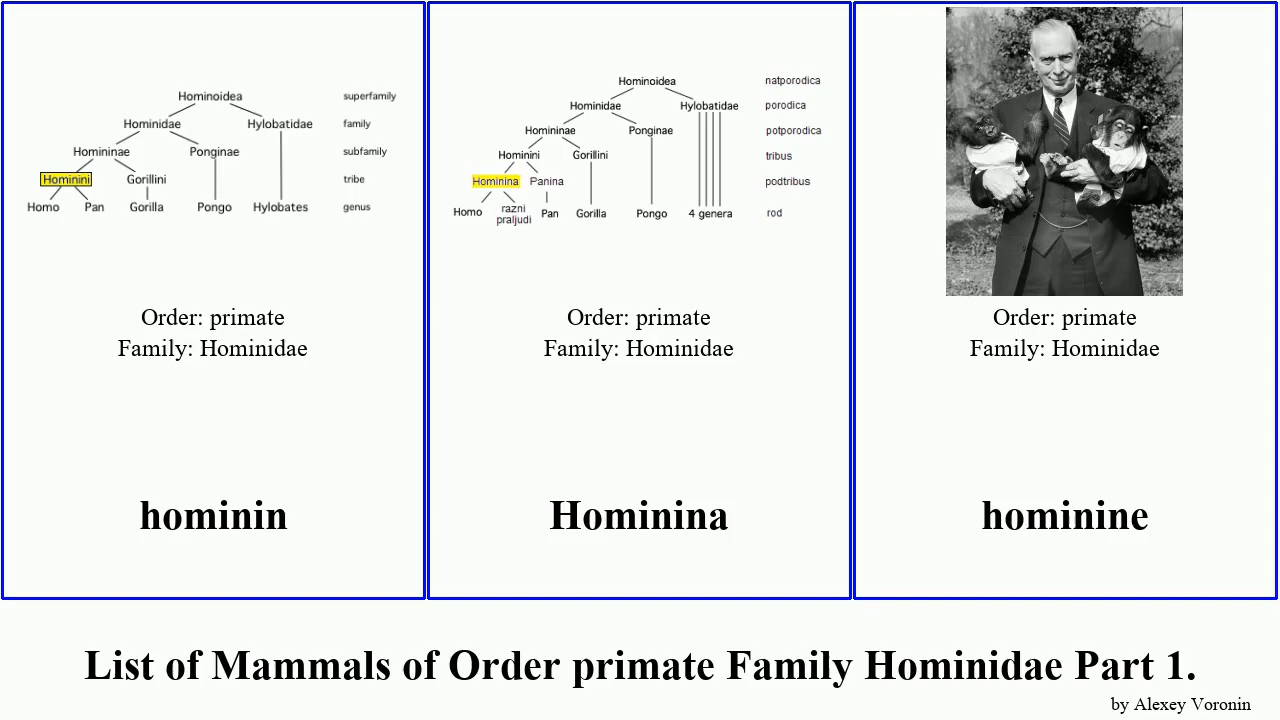 Hominoidea superfamily
Hominidae Hylobatidae family
Homininae Ponginae subfamily
Hominini Gorillini tribe
Homo Pan Gorilla Pongo Hylobates genus
Order: primate
Family: Hominidae
hominin
Hominoidea natporodica
Hominidae Hylobatidae porodica
Homininae Ponginae potporodica
Hominini Gorillini tribus
Hominina Panina podtribus
Homo razni praljudi Pan Gorilla Pongo 4 genera rod
Order: primate
Family: Hominidae
Hominina
Order: primate
Family: Hominidae
hominine
List of Mammals of Order primate Family Hominidae Part 1.
by Alexey Voronin